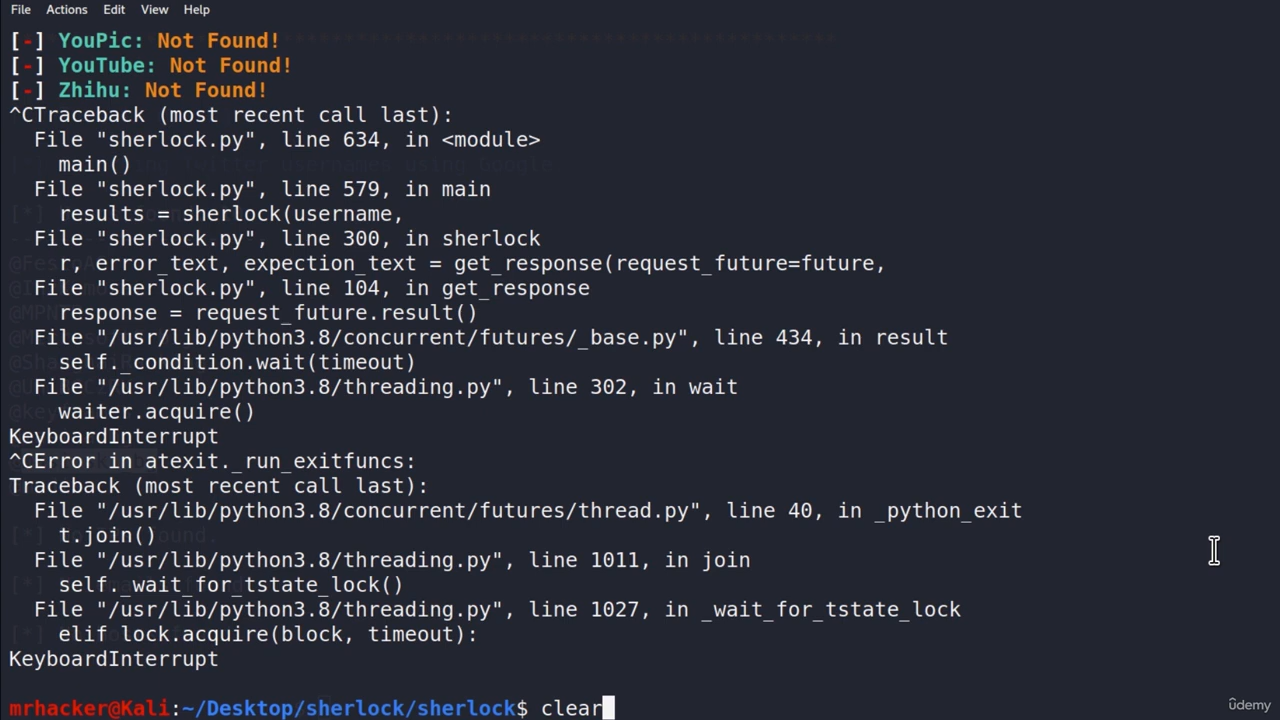 File Actions Edit View Help
[-] YouPic: Not Found!
[-] YouTube: Not Found!
[-] Zhihu: Not Found!
^CTraceback (most recent call last):
  File "sherlock.py", line 634, in <module>
    main()
  File "sherlock.py", line 579, in main
    results = sherlock(username,
  File "sherlock.py", line 300, in sherlock
    r, error_text, expection_text = get_response(request_future=future,
  File "sherlock.py", line 104, in get_response
    response = request_future.result()
  File "/usr/lib/python3.8/concurrent/futures/_base.py", line 434, in result
    self._condition.wait(timeout)
  File "/usr/lib/python3.8/threading.py", line 302, in wait
    waiter.acquire()
KeyboardInterrupt
^CError in atexit._run_exitfuncs:
Traceback (most recent call last):
  File "/usr/lib/python3.8/concurrent/futures/thread.py", line 40, in _python_exit
    t.join()
  File "/usr/lib/python3.8/threading.py", line 1011, in join
    self._wait_for_tstate_lock()
  File "/usr/lib/python3.8/threading.py", line 1027, in _wait_for_tstate_lock
    elif lock.acquire(block, timeout):
KeyboardInterrupt
mrhacker@Kali:~/Desktop/sherlock/sherlock$ clear
ûdemy